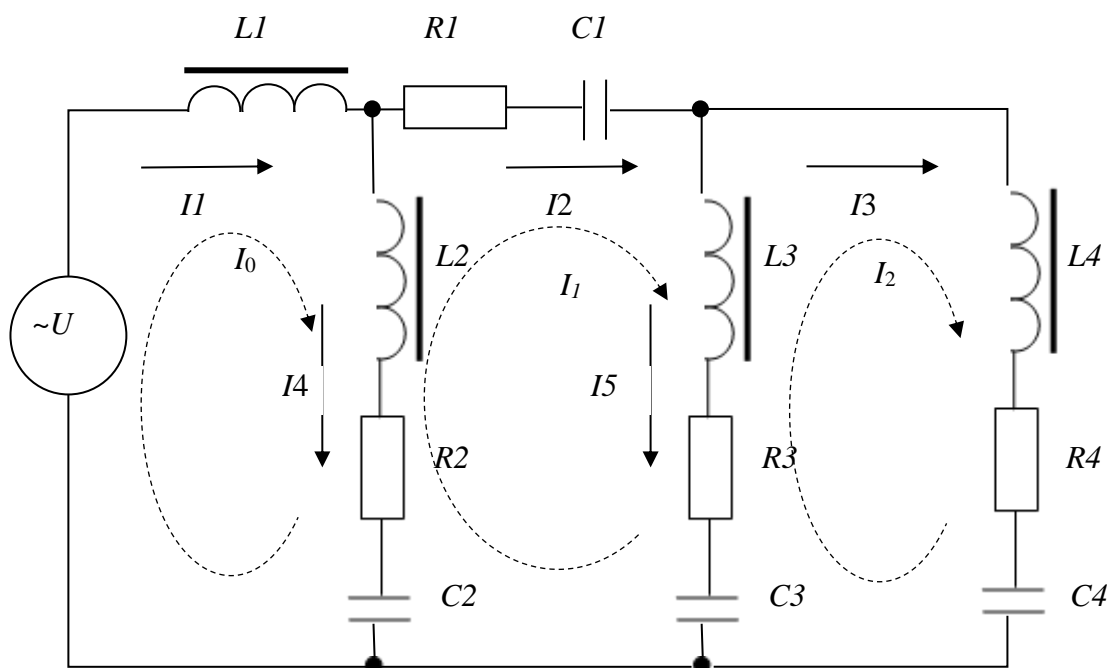 L1 R1 C1
I1 I2 I3
I₀ I₁ I₂
L2 L3 L4
~U
I4 I5
R2 R3 R4
C2 C3 C4